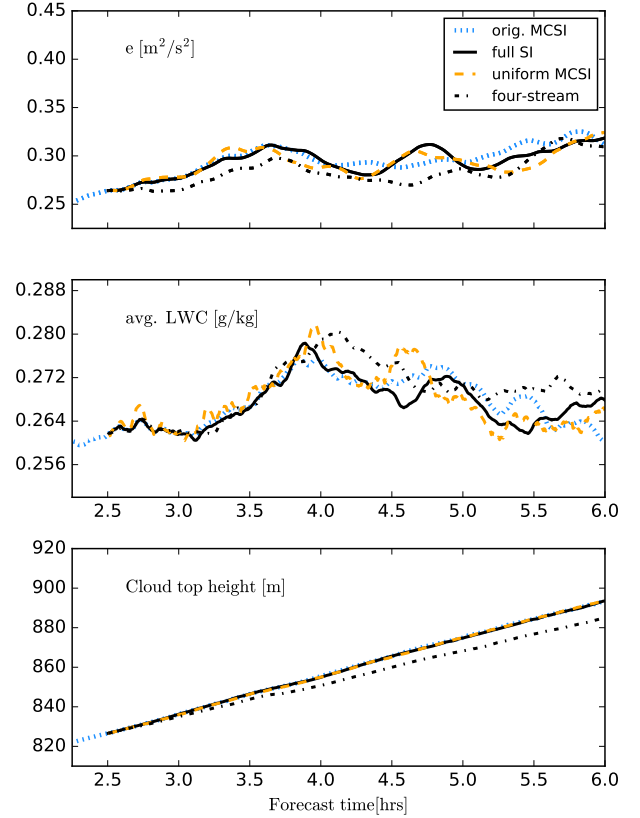 0.45
0.40
0.35
0.30
0.25
e [m²/s²]
orig. MCSI
full SI
uniform MCSI
four-stream
0.288
0.280
0.272
0.264
0.256
avg. LWC [g/kg]
2.5 3.0 3.5 4.0 4.5 5.0 5.5 6.0
920
900
880
860
840
820
Cloud top height [m]
2.5 3.0 3.5 4.0 4.5 5.0 5.5 6.0
Forecast time[hrs]